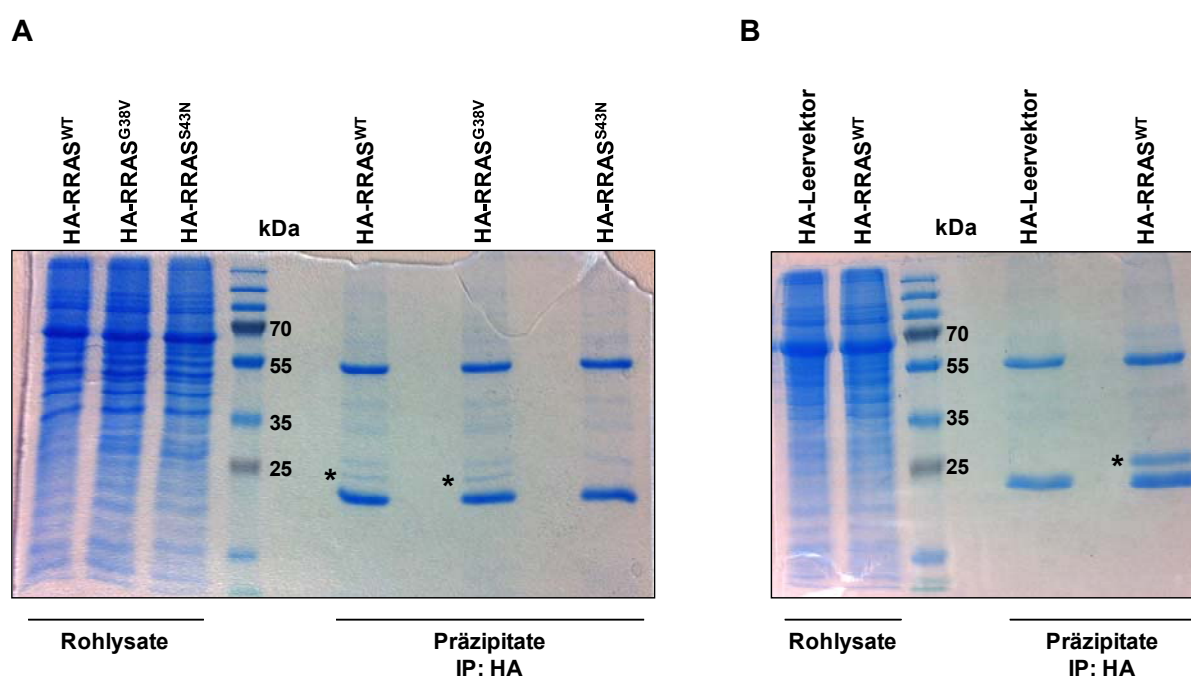 A
HA-RRAS^WT
HA-RRAS^G38V
HA-RRAS^S43N
kDa
HA-RRAS^WT
HA-RRAS^G38V
HA-RRAS^S43N
70
55
35
25
*
*
Rohlysate
Präzipitate
IP: HA
B
HA-Leervektor
HA-RRAS^WT
kDa
HA-Leervektor
HA-RRAS^WT
70
55
35
25
*
Rohlysate
Präzipitate
IP: HA